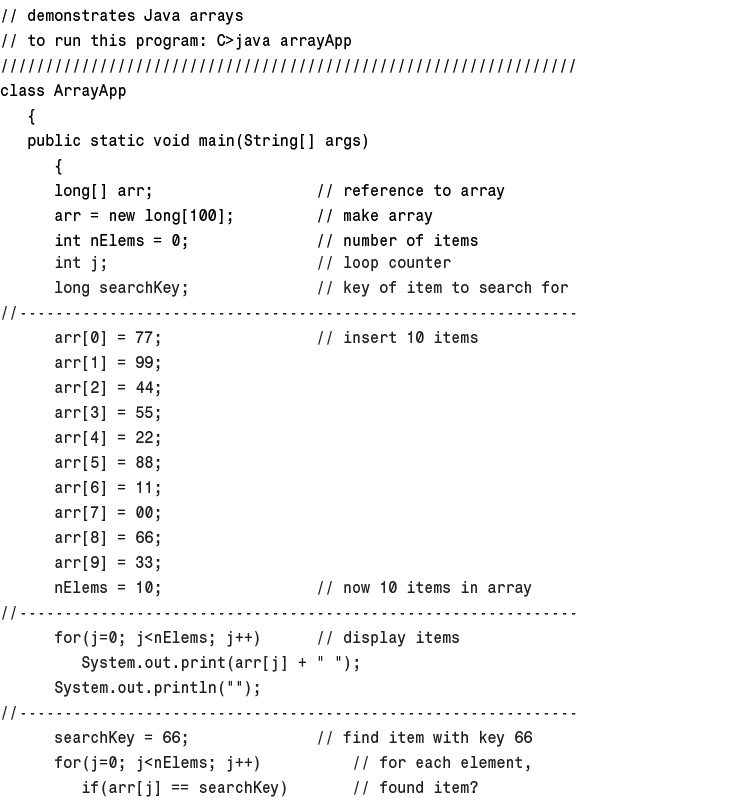 // demonstrates Java arrays
// to run this program: C>java arrayApp
////////////////////////////////////////////////////////////////
class ArrayApp
   {
   public static void main(String[] args)
      {
      long[] arr;                  // reference to array
      arr = new long[100];         // make array
      int nElems = 0;              // number of items
      int j;                       // loop counter
      long searchKey;              // key of item to search for
//--------------------------------------------------------------
      arr[0] = 77;                 // insert 10 items
      arr[1] = 99;
      arr[2] = 44;
      arr[3] = 55;
      arr[4] = 22;
      arr[5] = 88;
      arr[6] = 11;
      arr[7] = 00;
      arr[8] = 66;
      arr[9] = 33;
      nElems = 10;                 // now 10 items in array
//--------------------------------------------------------------
      for(j=0; j<nElems; j++)      // display items
         System.out.print(arr[j] + " ");
      System.out.println("");
//--------------------------------------------------------------
      searchKey = 66;              // find item with key 66
      for(j=0; j<nElems; j++)          // for each element,
         if(arr[j] == searchKey)       // found item?